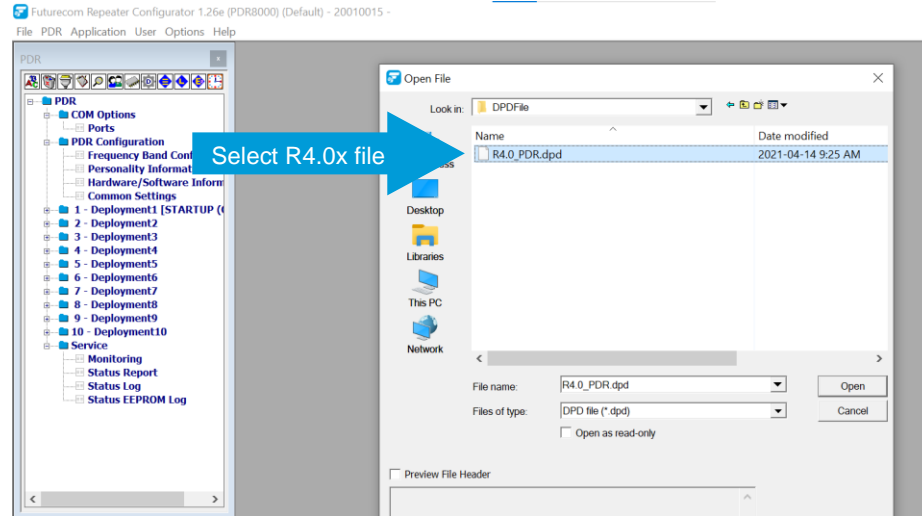 Futurecom Repeater Configurator 1.26e (PDR8000) (Default) - 20010015 -
File PDR Application User Options Help
PDR
PDR
COM Options
Ports
PDR Configuration
Frequency Band Conf
Personality Informat
Hardware/Software Inform
Common Settings
1 - Deployment1 [STARTUP (
2 - Deployment2
3 - Deployment3
4 - Deployment4
5 - Deployment5
6 - Deployment6
7 - Deployment7
8 - Deployment8
9 - Deployment9
10 - Deployment10
Service
Monitoring
Status Report
Status Log
Status EEPROM Log
Select R4.0x file
Open File
Look in:
DPDFile
Name
Date modified
R4.0_PDR.dpd
2021-04-14 9:25 AM
Desktop
Libraries
This PC
Network
File name:
R4.0_PDR.dpd
Open
Files of type:
DPD file (*.dpd)
Cancel
Open as read-only
Preview File Header